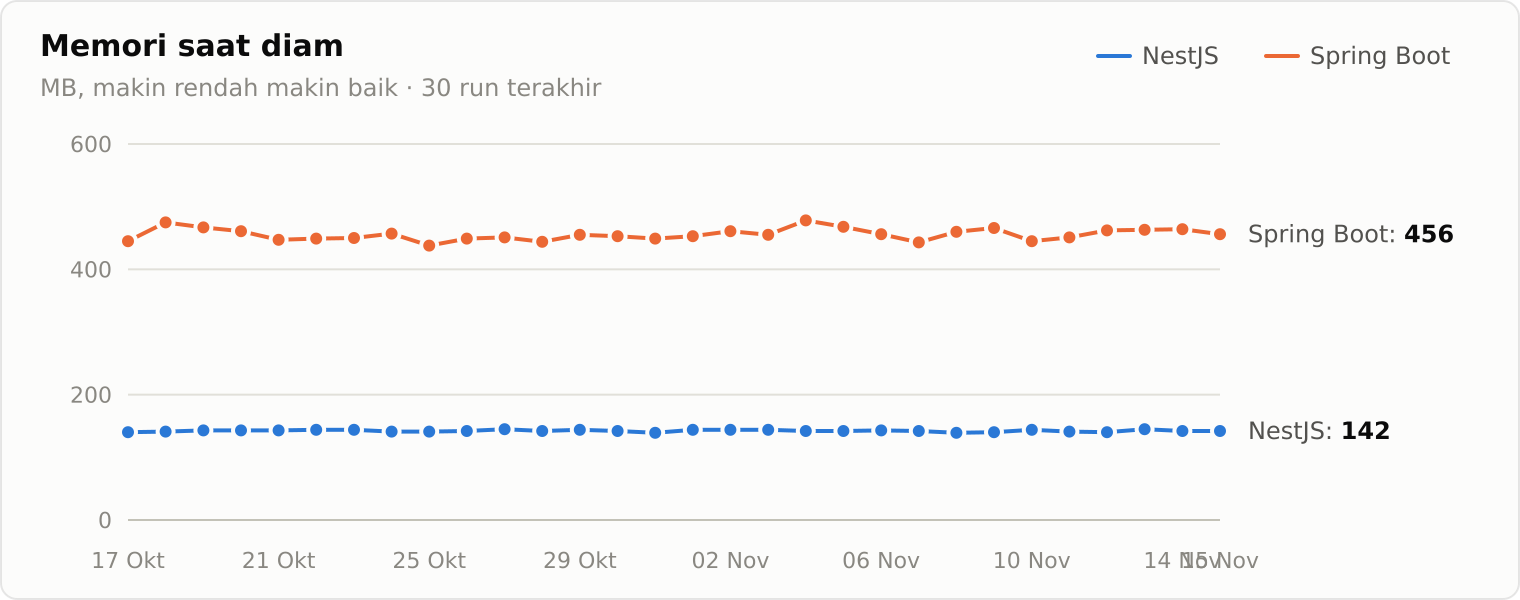 Memori saat diam
MB, makin rendah makin baik · 30 run terakhir
NestJS
Spring Boot
600
400
200
0
Spring Boot: 456
NestJS: 142
17 Okt
21 Okt
25 Okt
29 Okt
02 Nov
06 Nov
10 Nov
14 Nov
15 Nov